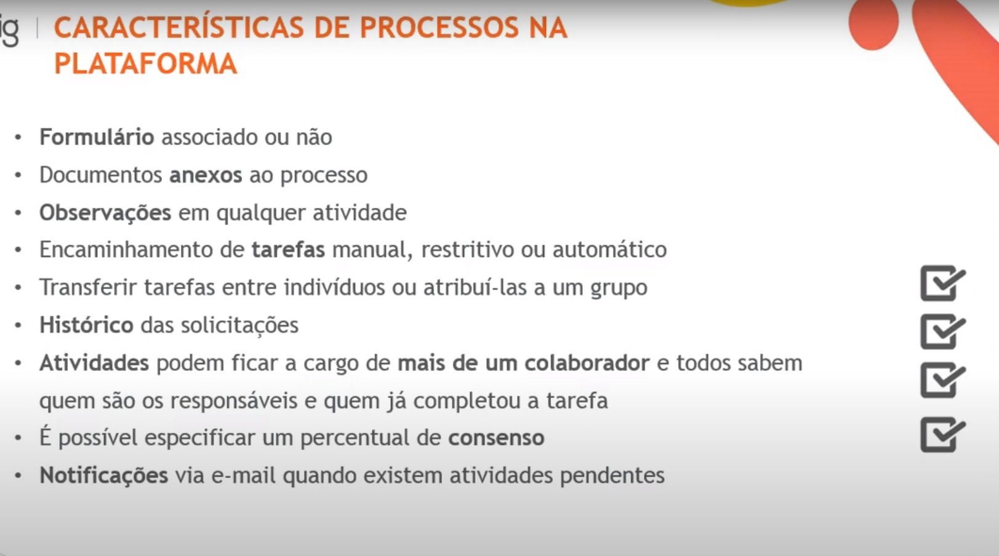 ig
CARACTERÍSTICAS DE PROCESSOS NA
PLATAFORMA
• Formulário associado ou não
• Documentos anexos ao processo
• Observações em qualquer atividade
• Encaminhamento de tarefas manual, restritivo ou automático
• Transferir tarefas entre indivíduos ou atribuí-las a um grupo
• Histórico das solicitações
• Atividades podem ficar a cargo de mais de um colaborador e todos sabem
quem são os responsáveis e quem já completou a tarefa
• É possível especificar um percentual de consenso
• Notificações via e-mail quando existem atividades pendentes